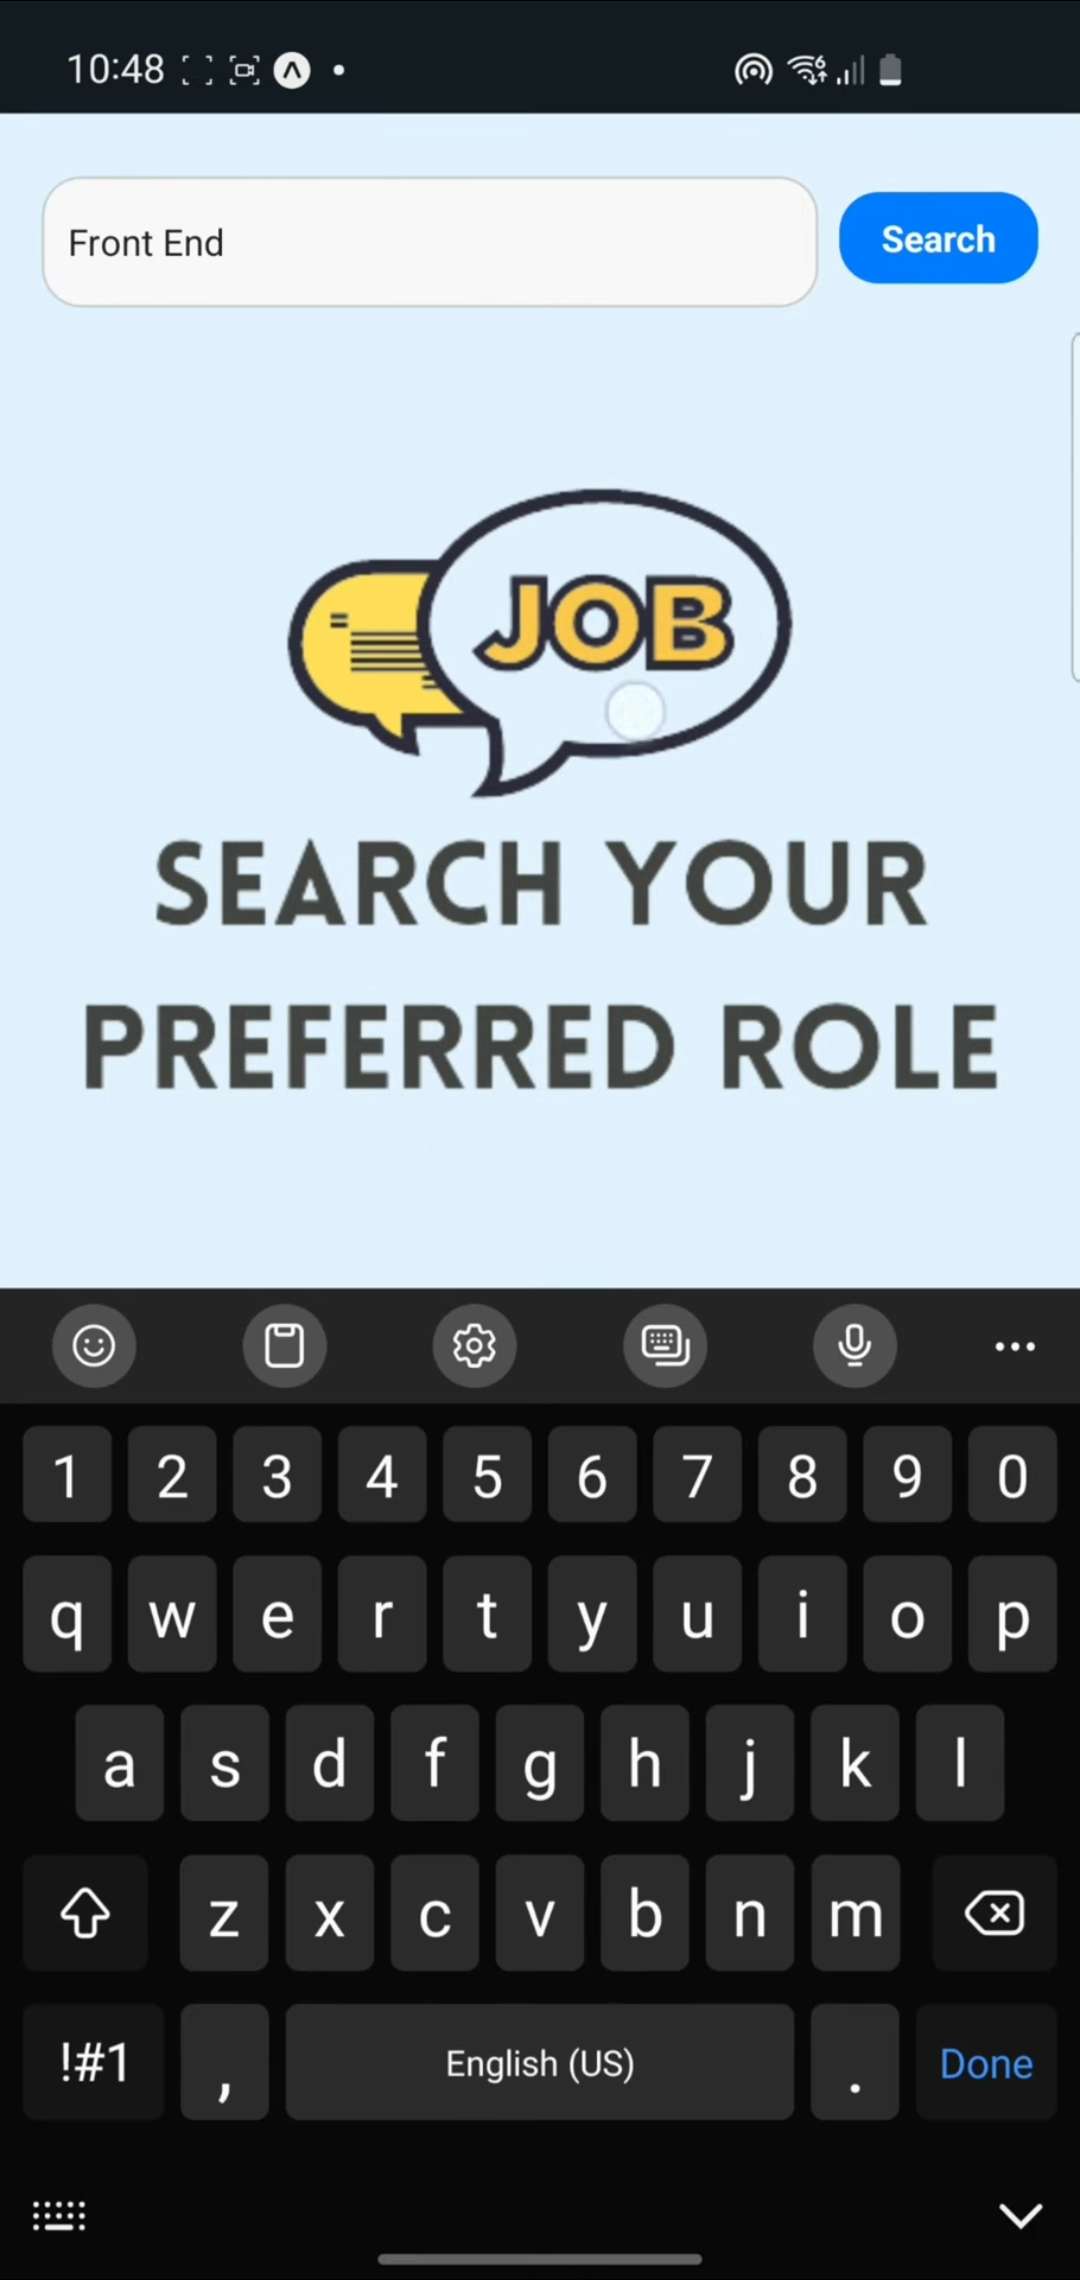 10:48
6
Front End
Search
JOB
SEARCH YOUR
PREFERRED ROLE
1 2 3 4 5 6 7 8 9 0
q w e r t y u i o p
a s d f g h j k l
z x c v b n m
!#1 , English (US) . Done